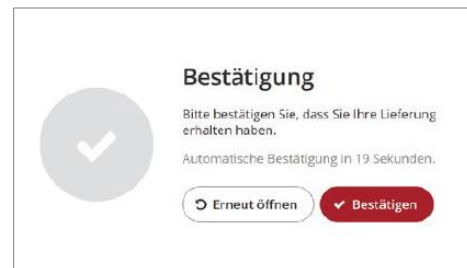 Bestätigung
Bitte bestätigen Sie, dass Sie Ihre Lieferung
erhalten haben.
Automatische Bestätigung in 19 Sekunden.
Erneut öffnen
Bestätigen